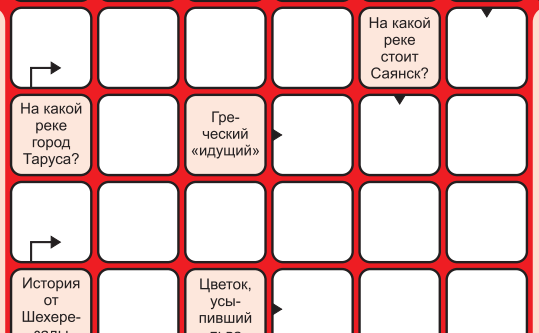 На какой
реке
стоит
Саянск?
На какой
реке
город
Таруса?
Гре-
ческий
«идущий»
История
от
Шехере-
Цветок,
усы-
пивший